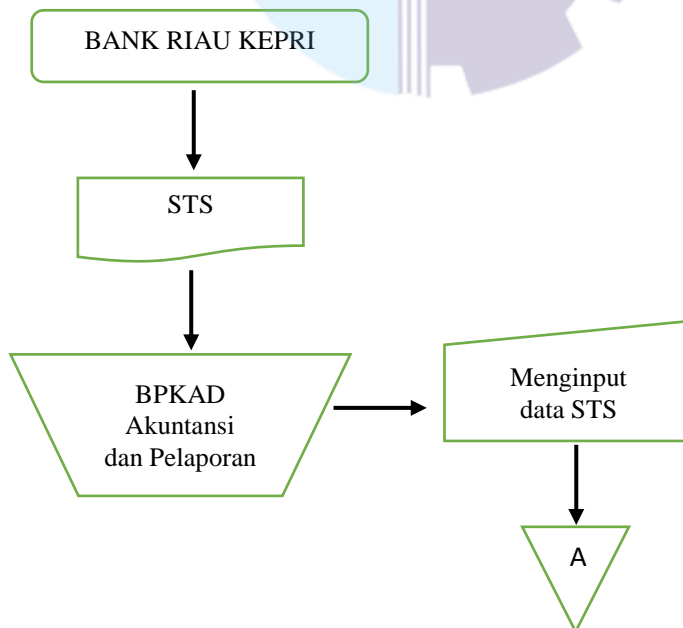 BANK RIAU KEPRI
STS
BPKAD
Akuntansi
dan Pelaporan
Menginput
data STS
A